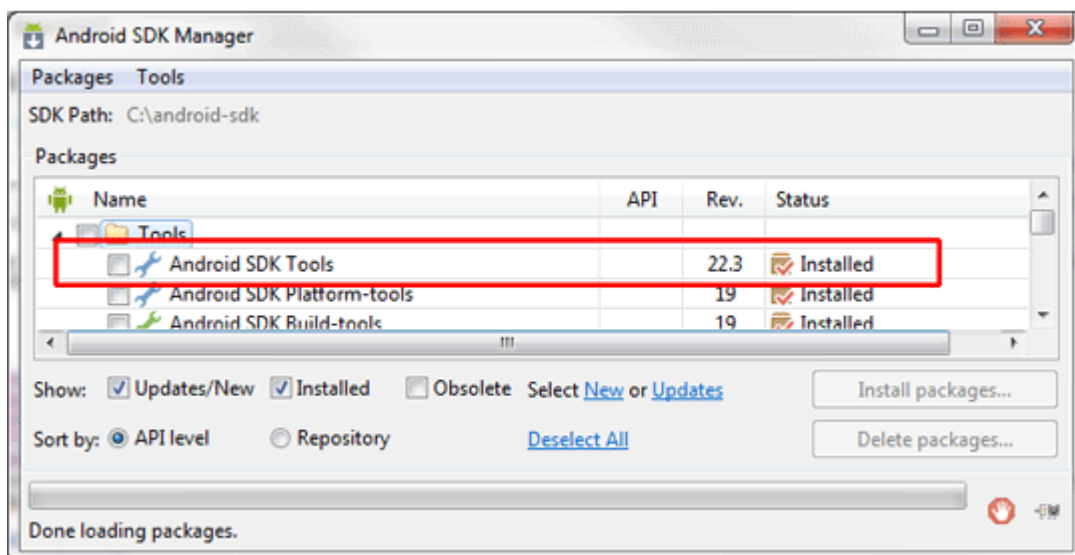 Android SDK Manager
Packages Tools
SDK Path: C:\android-sdk
Packages
Name API Rev. Status
Tools
Android SDK Tools 22.3 Installed
Android SDK Platform-tools 19 Installed
Android SDK Build-tools 19 Installed
Show: Updates/New Installed Obsolete Select New or Updates Install packages...
Sort by: API level Repository Deselect All Delete packages...
Done loading packages.